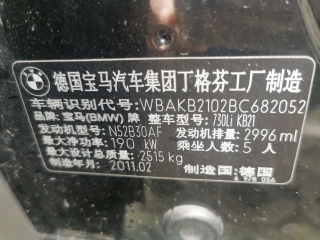 德国宝马汽车集团丁格芬工厂制造
车辆识别代号：WBAKB2102BC682052
品牌：宝马(BMW)牌 整车型号：730Li KB21
发动机型号：N52B30AF 发动机排量：2996 ml
最大净功率：190 kW 乘坐人数：5 人
最大设计总质量：2515 kg
制造年月：2011.02 制造国：德国
6 978 056